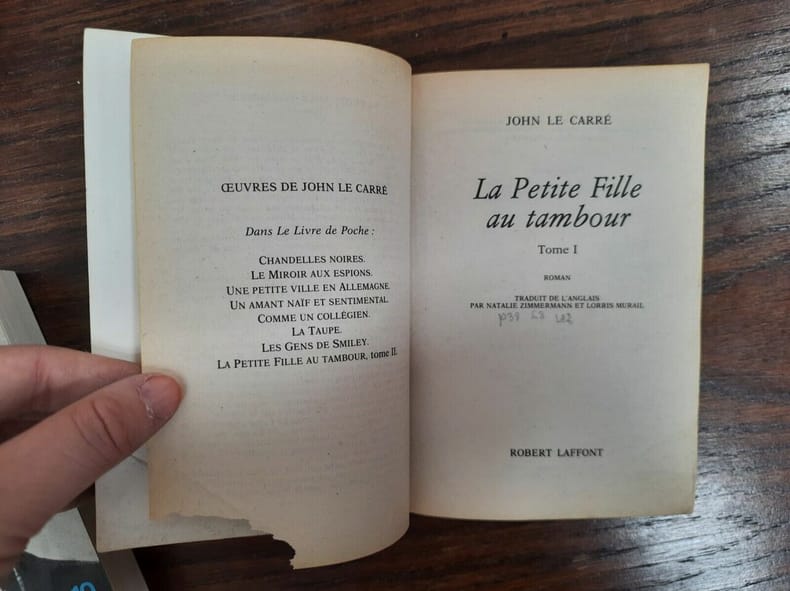 ŒUVRES DE JOHN LE CARRÉ
Dans Le Livre de Poche :
CHANDELLES NOIRES.
LE MIROIR AUX ESPIONS.
UNE PETITE VILLE EN ALLEMAGNE.
UN AMANT NAÏF ET SENTIMENTAL.
COMME UN COLLÉGIEN.
LA TAUPE.
LES GENS DE SMILEY.
LA PETITE FILLE AU TAMBOUR, tome II.
JOHN LE CARRÉ
La Petite Fille
au tambour
Tome I
ROMAN
TRADUIT DE L'ANGLAIS
PAR NATALIE ZIMMERMANN ET LORRIS MURAIL
p38
ROBERT LAFFONT